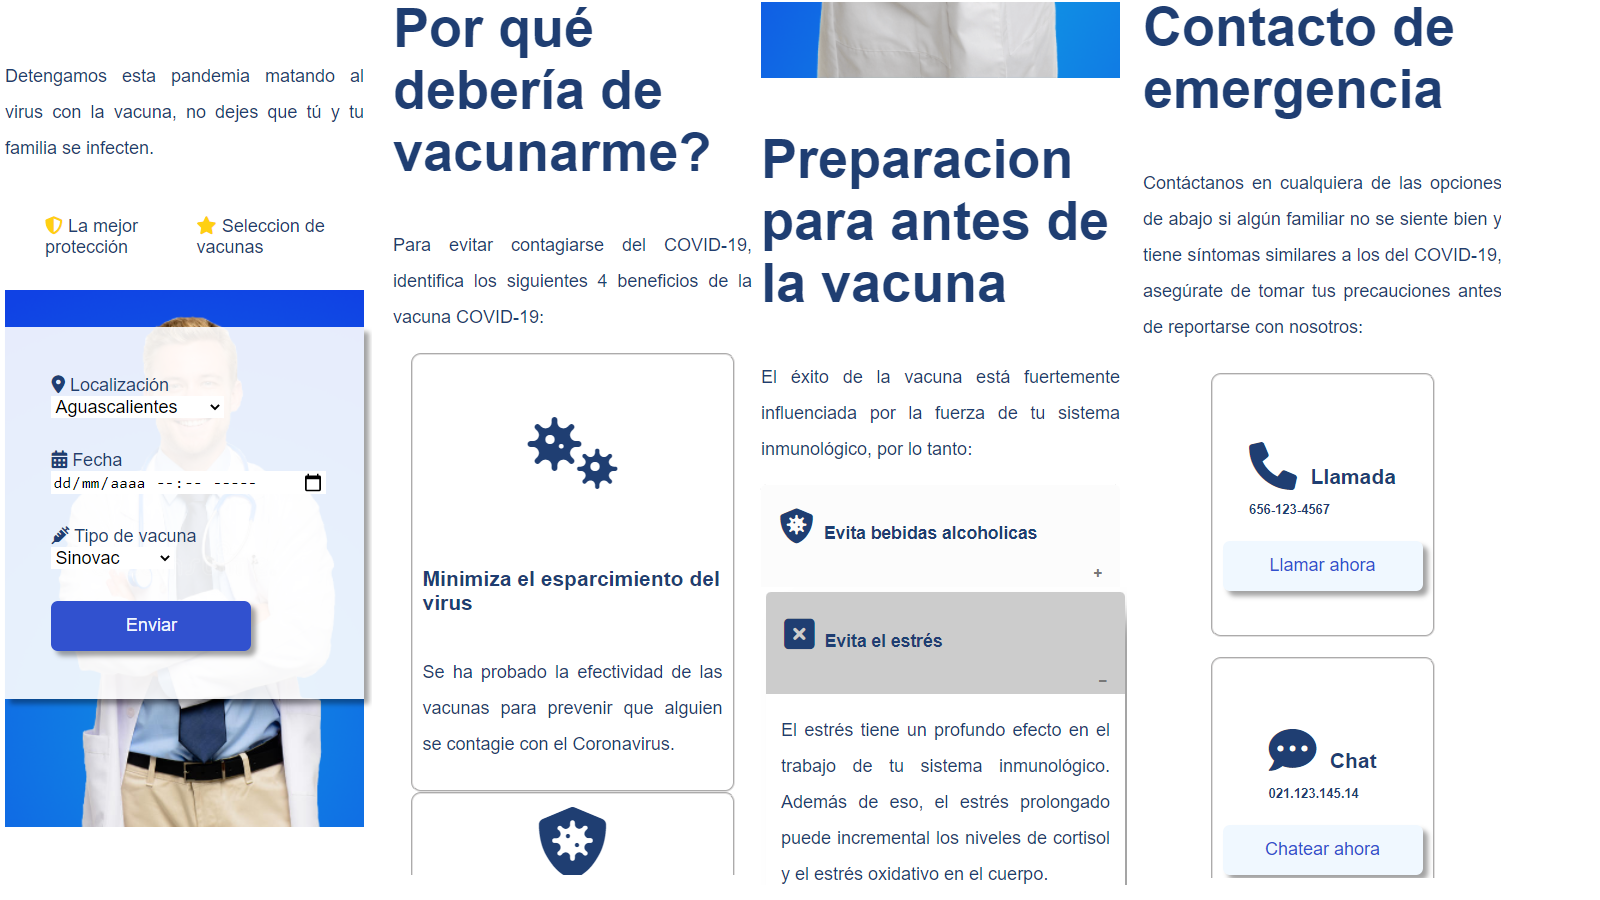 Detengamos esta pandemia matando al
virus con la vacuna, no dejes que tú y tu
familia se infecten.
La mejor
protección
Seleccion de
vacunas
Localización
Aguascalientes
Fecha
dd/mm/aaaa --:-- -----
Tipo de vacuna
Sinovac
Enviar
Por qué
debería de
vacunarme?
Para evitar contagiarse del COVID-19,
identifica los siguientes 4 beneficios de la
vacuna COVID-19:
Minimiza el esparcimiento del
virus
Se ha probado la efectividad de las
vacunas para prevenir que alguien
se contagie con el Coronavirus.
Preparacion
para antes de
la vacuna
El éxito de la vacuna está fuertemente
influenciada por la fuerza de tu sistema
inmunológico, por lo tanto:
Evita bebidas alcoholicas
+
Evita el estrés
–
El estrés tiene un profundo efecto en el
trabajo de tu sistema inmunológico.
Además de eso, el estrés prolongado
puede incremental los niveles de cortisol
y el estrés oxidativo en el cuerpo.
Contacto de
emergencia
Contáctanos en cualquiera de las opciones
de abajo si algún familiar no se siente bien y
tiene síntomas similares a los del COVID-19,
asegúrate de tomar tus precauciones antes
de reportarse con nosotros:
Llamada
656-123-4567
Llamar ahora
Chat
021.123.145.14
Chatear ahora